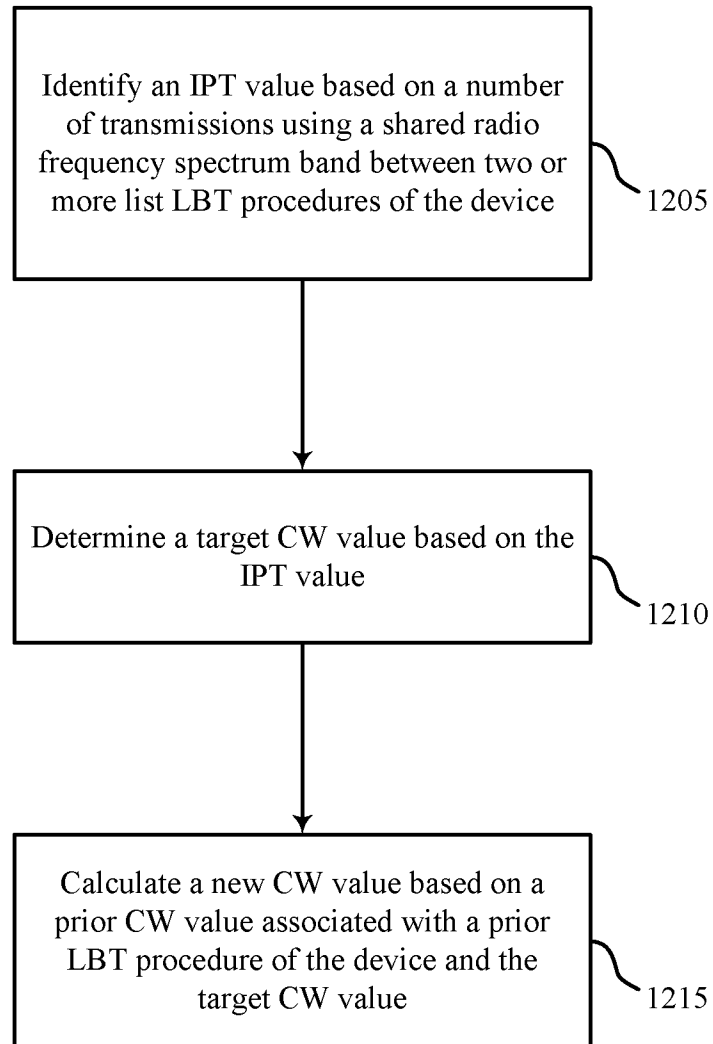 Identify an IPT value based on a number
of transmissions using a shared radio
frequency spectrum band between two or
more list LBT procedures of the device
1205
Determine a target CW value based on the
IPT value
1210
Calculate a new CW value based on a
prior CW value associated with a prior
LBT procedure of the device and the
target CW value
1215